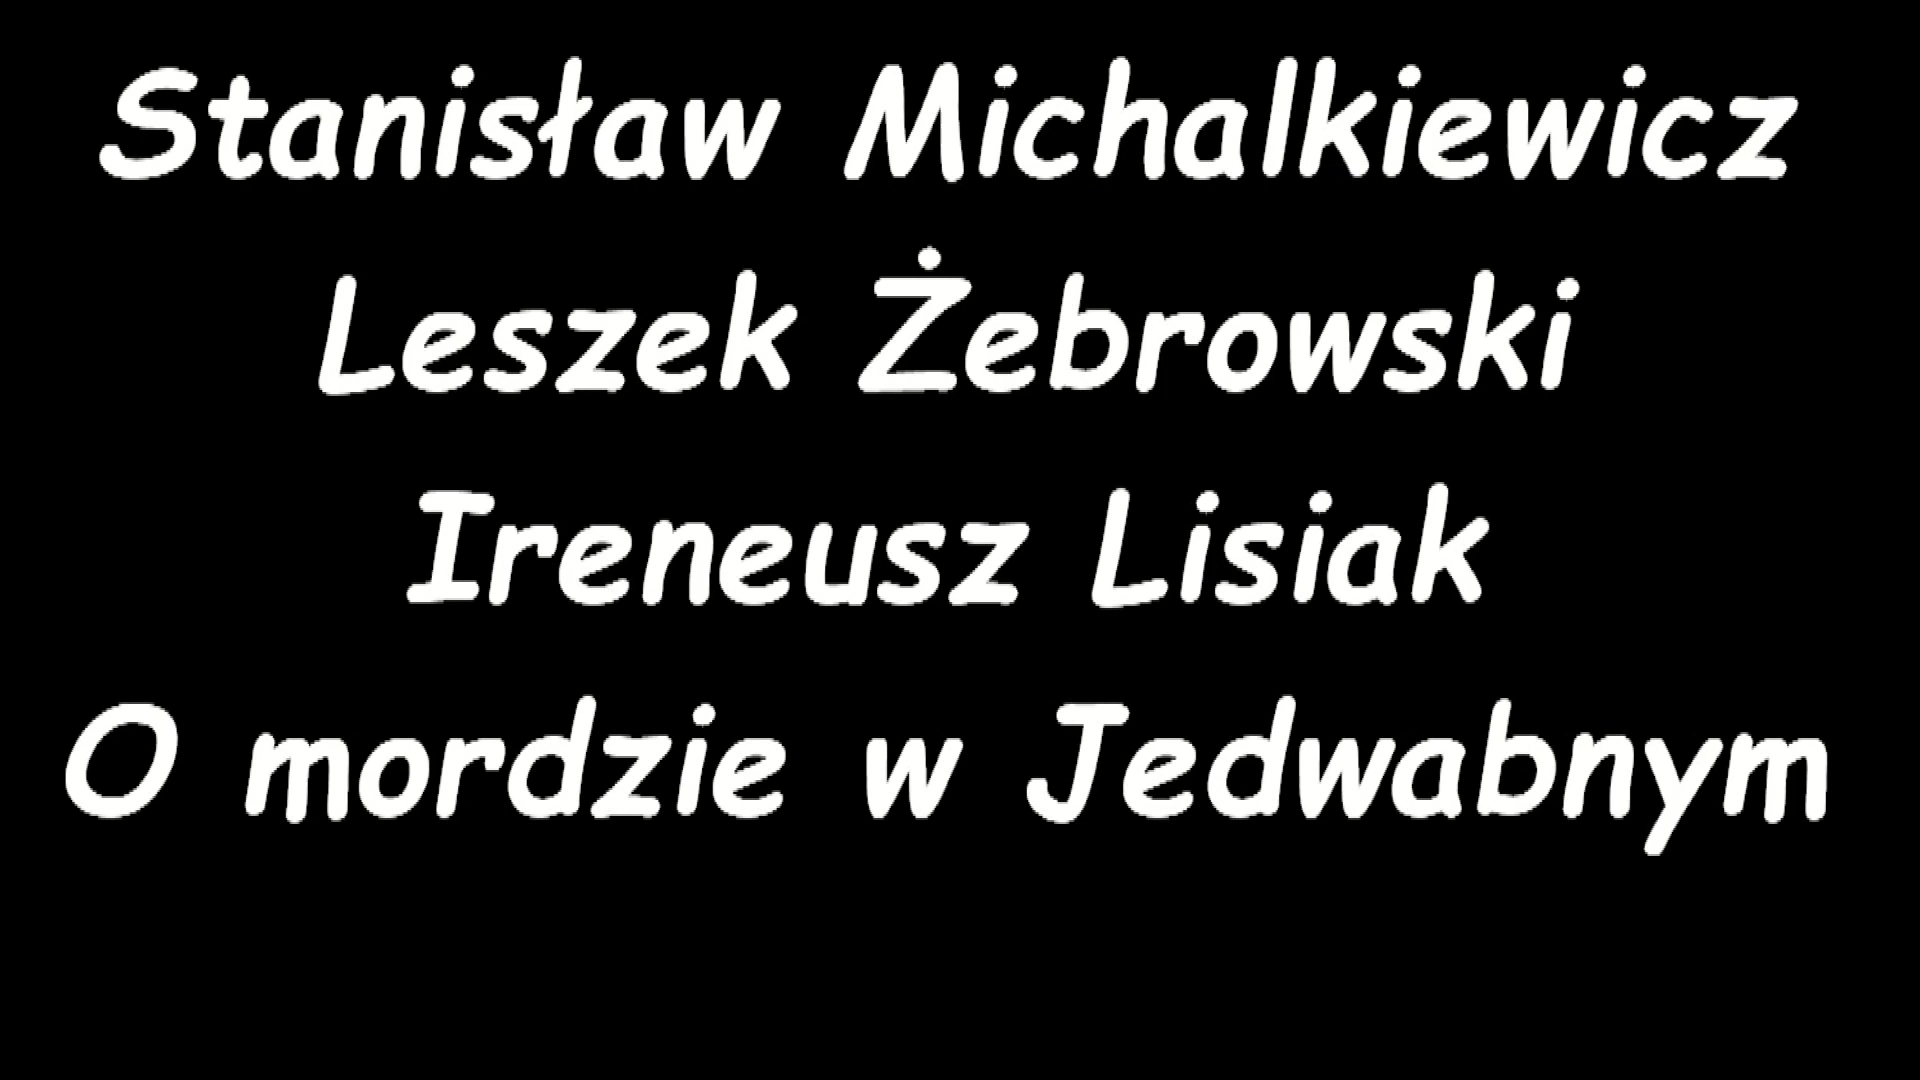 Stanisław Michalkiewicz
Leszek Żebrowski
Ireneusz Lisiak
O mordzie w Jedwabnym